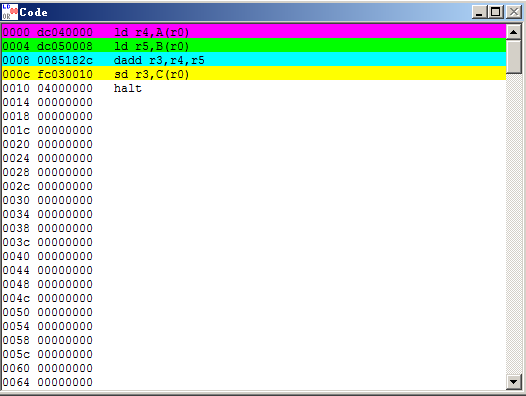 Code
0000 dc040000 ld r4,A(r0)
0004 dc050008 ld r5,B(r0)
0008 0085182c dadd r3,r4,r5
000c fc030010 sd r3,C(r0)
0010 04000000 halt
0014 00000000
0018 00000000
001c 00000000
0020 00000000
0024 00000000
0028 00000000
002c 00000000
0030 00000000
0034 00000000
0038 00000000
003c 00000000
0040 00000000
0044 00000000
0048 00000000
004c 00000000
0050 00000000
0054 00000000
0058 00000000
005c 00000000
0060 00000000
0064 00000000